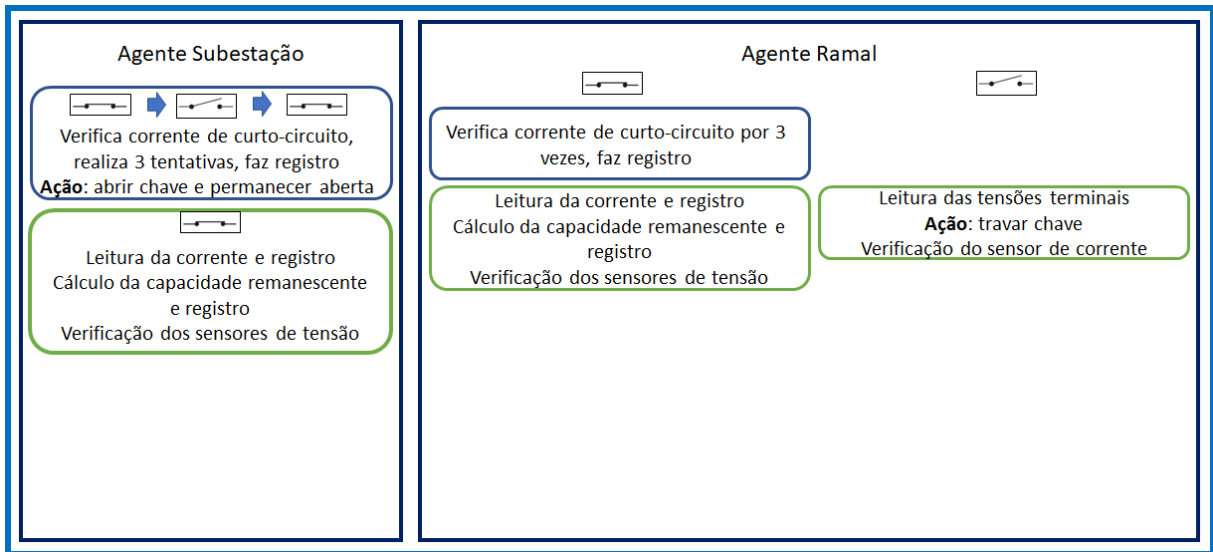 Agente Subestação
Verifica corrente de curto-circuito,
realiza 3 tentativas, faz registro
Ação: abrir chave e permanecer aberta
Leitura da corrente e registro
Cálculo da capacidade remanescente
e registro
Verificação dos sensores de tensão
Agente Ramal
Verifica corrente de curto-circuito por 3
vezes, faz registro
Leitura da corrente e registro
Cálculo da capacidade remanescente e
registro
Verificação dos sensores de tensão
Leitura das tensões terminais
Ação: travar chave
Verificação do sensor de corrente